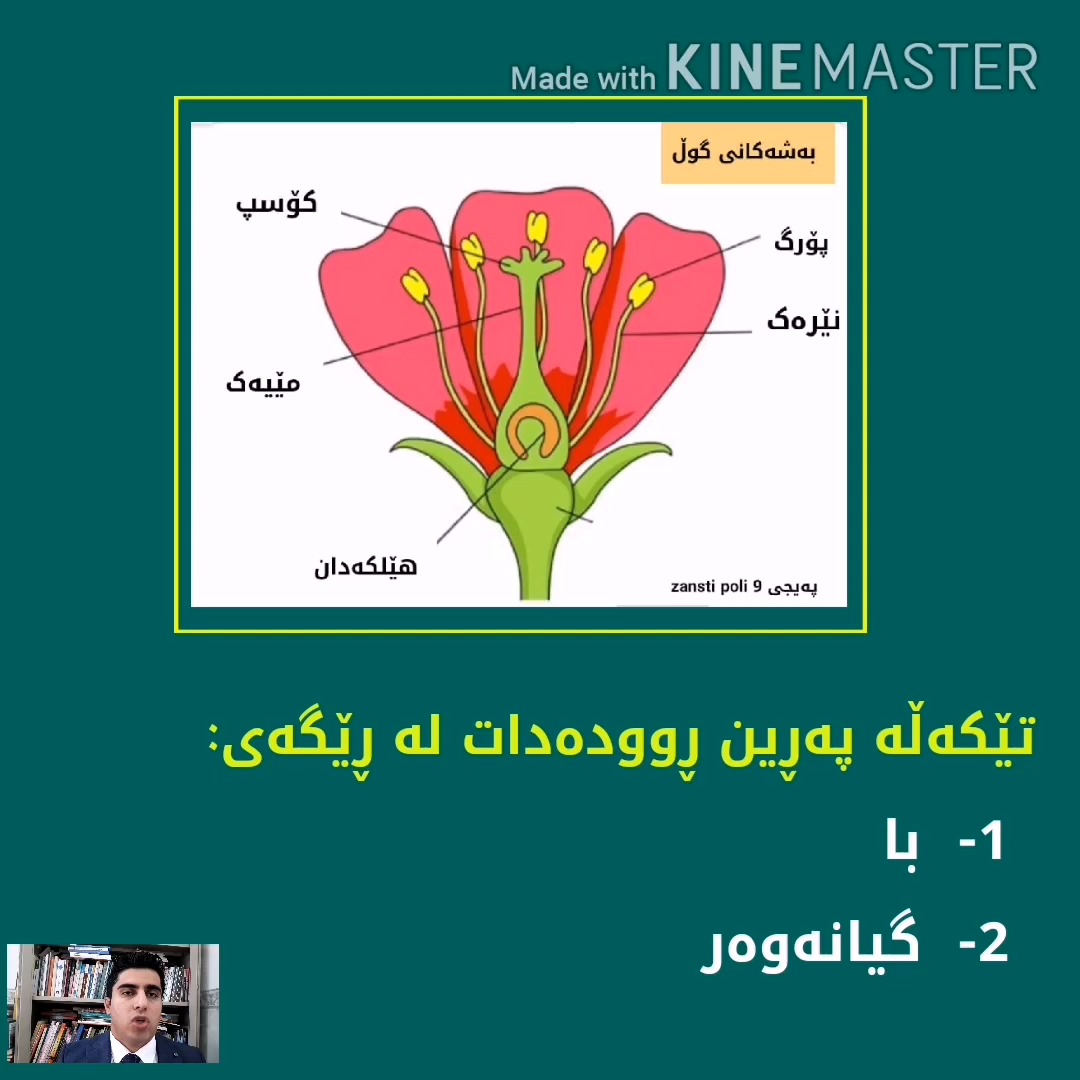 Made with KINEMASTER
بەشەکانی گوڵ
کۆسپ
پۆرگ
نێرەک
مێیەک
هێلکەدان
پەیجی zansti poli 9
تێکەڵە پەڕین ڕوودەدات لە ڕێگەی:
1- با
2- گیانەوەر